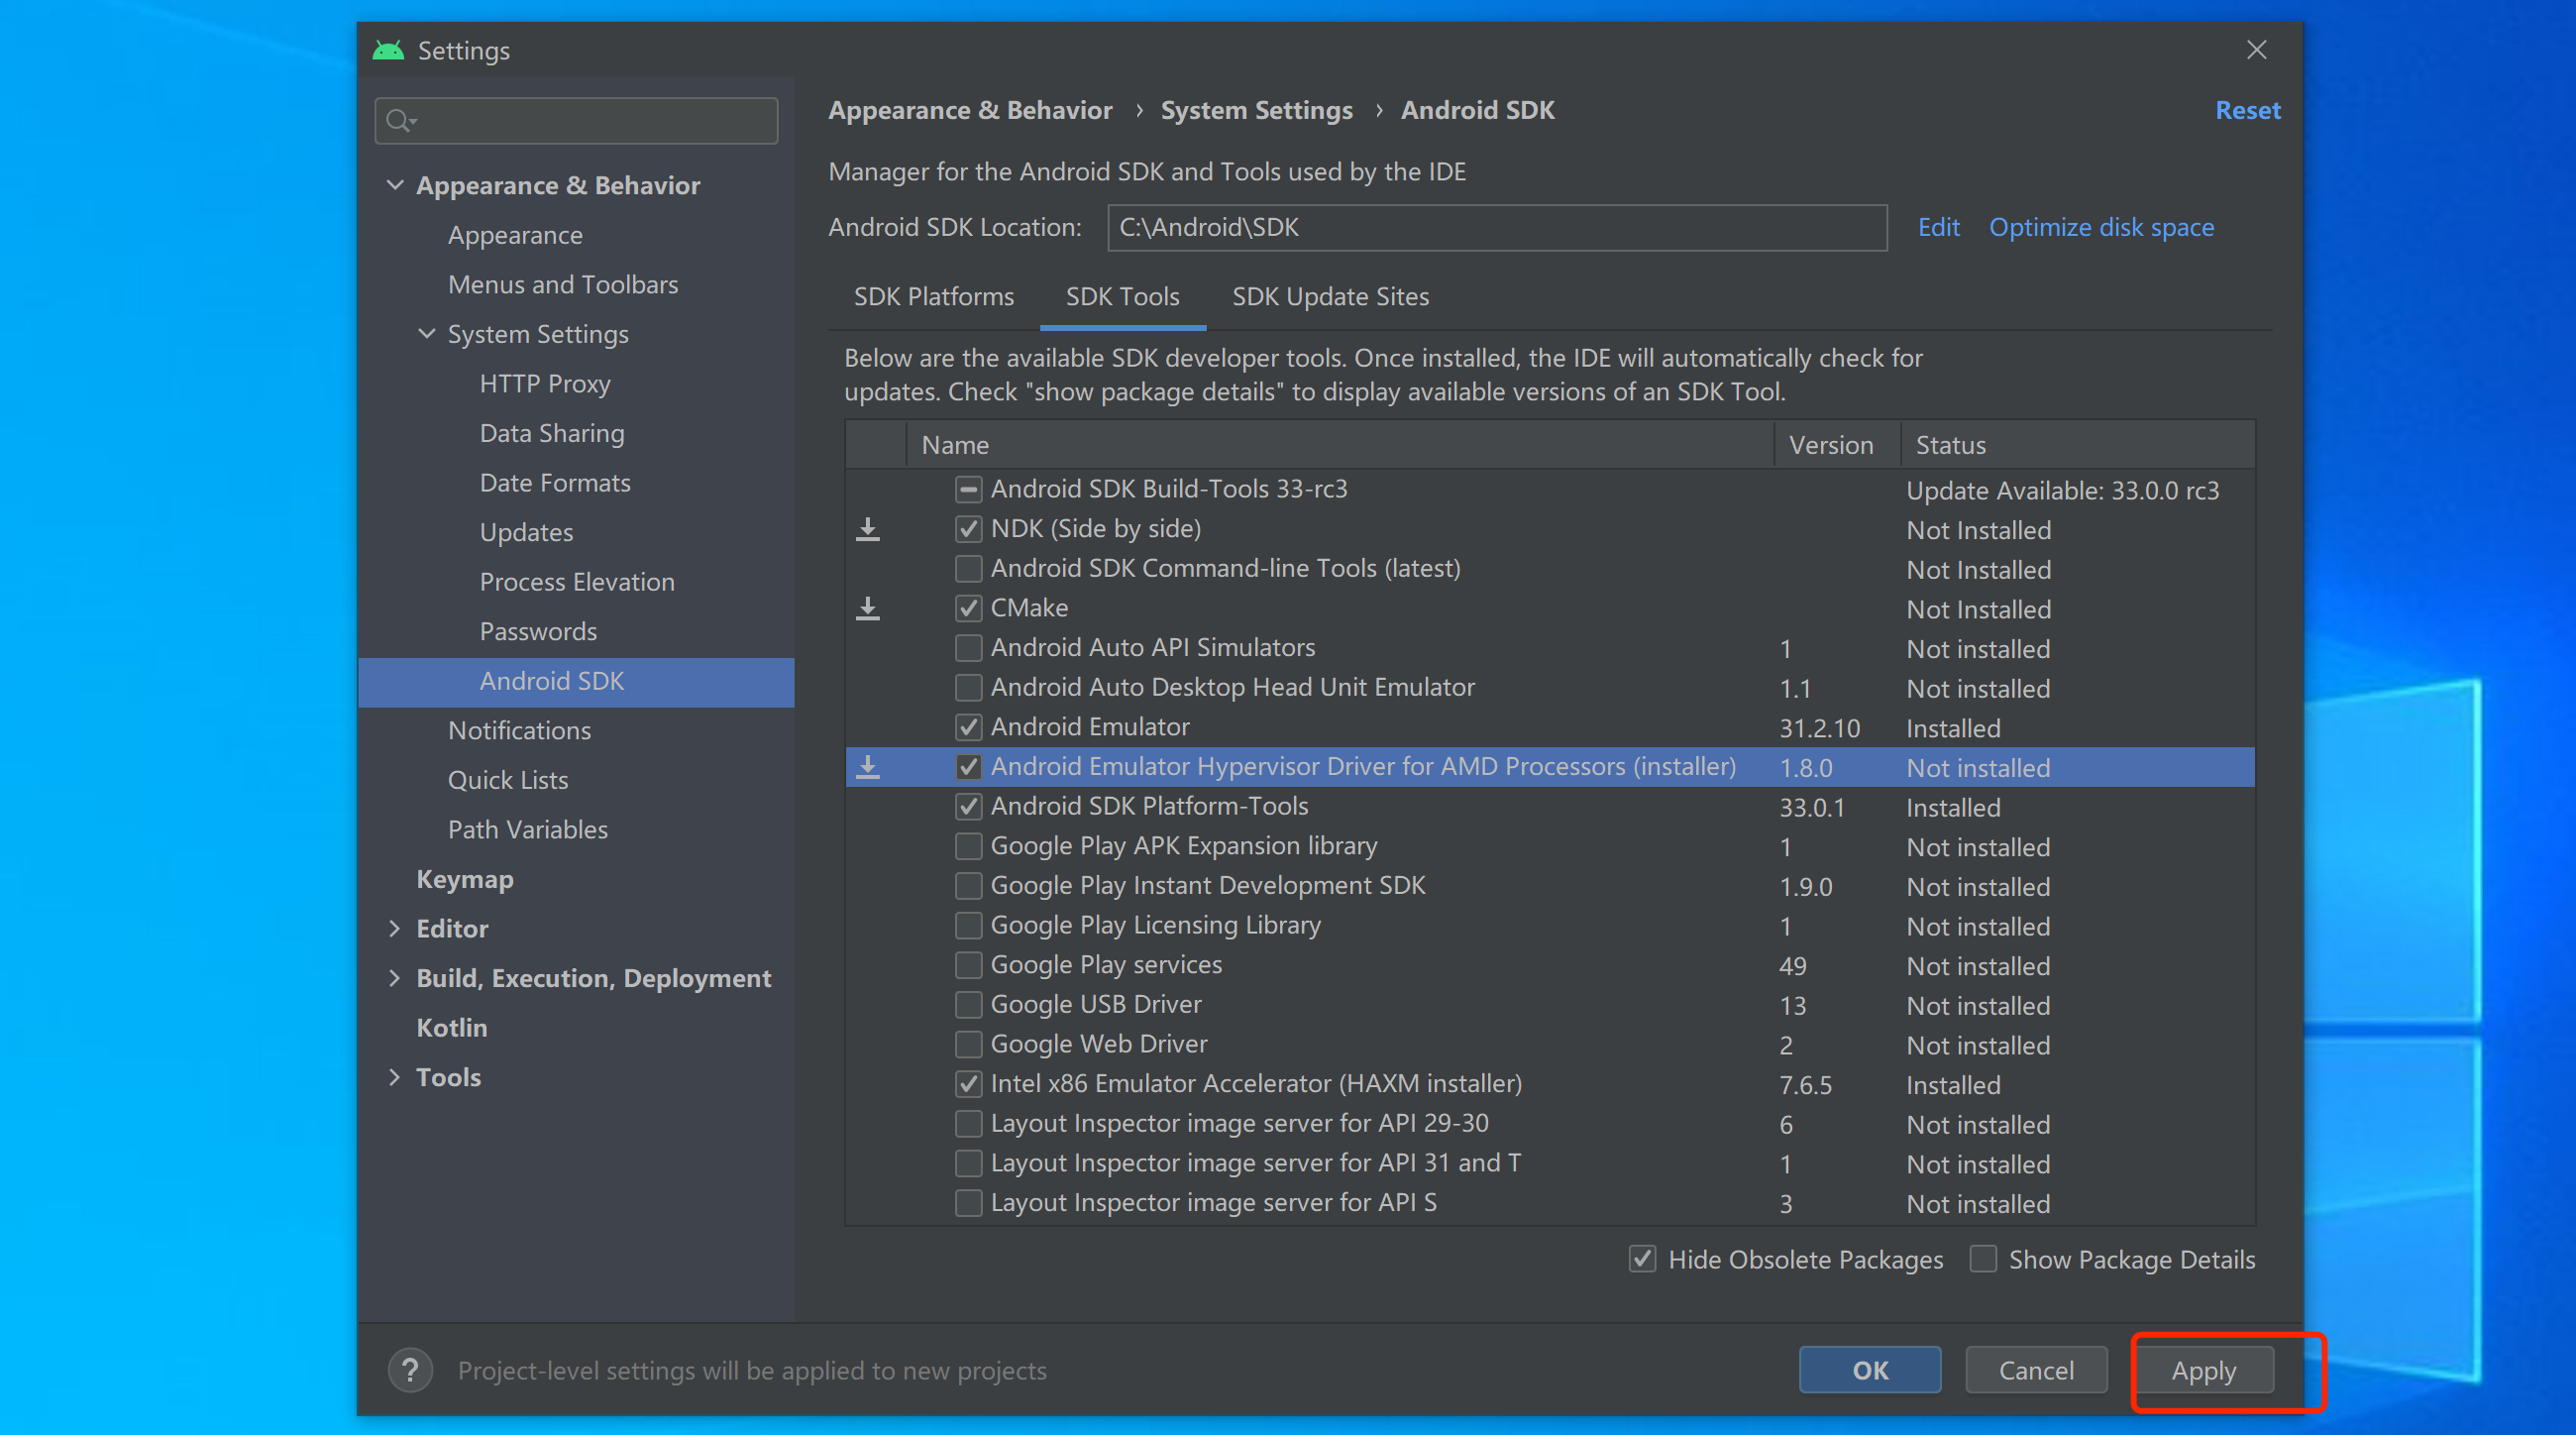 Settings
Appearance & Behavior
Appearance
Menus and Toolbars
System Settings
HTTP Proxy
Data Sharing
Date Formats
Updates
Process Elevation
Passwords
Android SDK
Notifications
Quick Lists
Path Variables
Keymap
Editor
Build, Execution, Deployment
Kotlin
Tools
Appearance & Behavior › System Settings › Android SDK Reset
Manager for the Android SDK and Tools used by the IDE
Android SDK Location: C:\Android\SDK Edit Optimize disk space
SDK Platforms SDK Tools SDK Update Sites
Below are the available SDK developer tools. Once installed, the IDE will automatically check for
updates. Check "show package details" to display available versions of an SDK Tool.
Name Version Status
Android SDK Build-Tools 33-rc3 Update Available: 33.0.0 rc3
NDK (Side by side) Not Installed
Android SDK Command-line Tools (latest) Not Installed
CMake Not Installed
Android Auto API Simulators 1 Not installed
Android Auto Desktop Head Unit Emulator 1.1 Not installed
Android Emulator 31.2.10 Installed
Android Emulator Hypervisor Driver for AMD Processors (installer) 1.8.0 Not installed
Android SDK Platform-Tools 33.0.1 Installed
Google Play APK Expansion library 1 Not installed
Google Play Instant Development SDK 1.9.0 Not installed
Google Play Licensing Library 1 Not installed
Google Play services 49 Not installed
Google USB Driver 13 Not installed
Google Web Driver 2 Not installed
Intel x86 Emulator Accelerator (HAXM installer) 7.6.5 Installed
Layout Inspector image server for API 29-30 6 Not installed
Layout Inspector image server for API 31 and T 1 Not installed
Layout Inspector image server for API S 3 Not installed
Hide Obsolete Packages Show Package Details
? Project-level settings will be applied to new projects
OK Cancel Apply